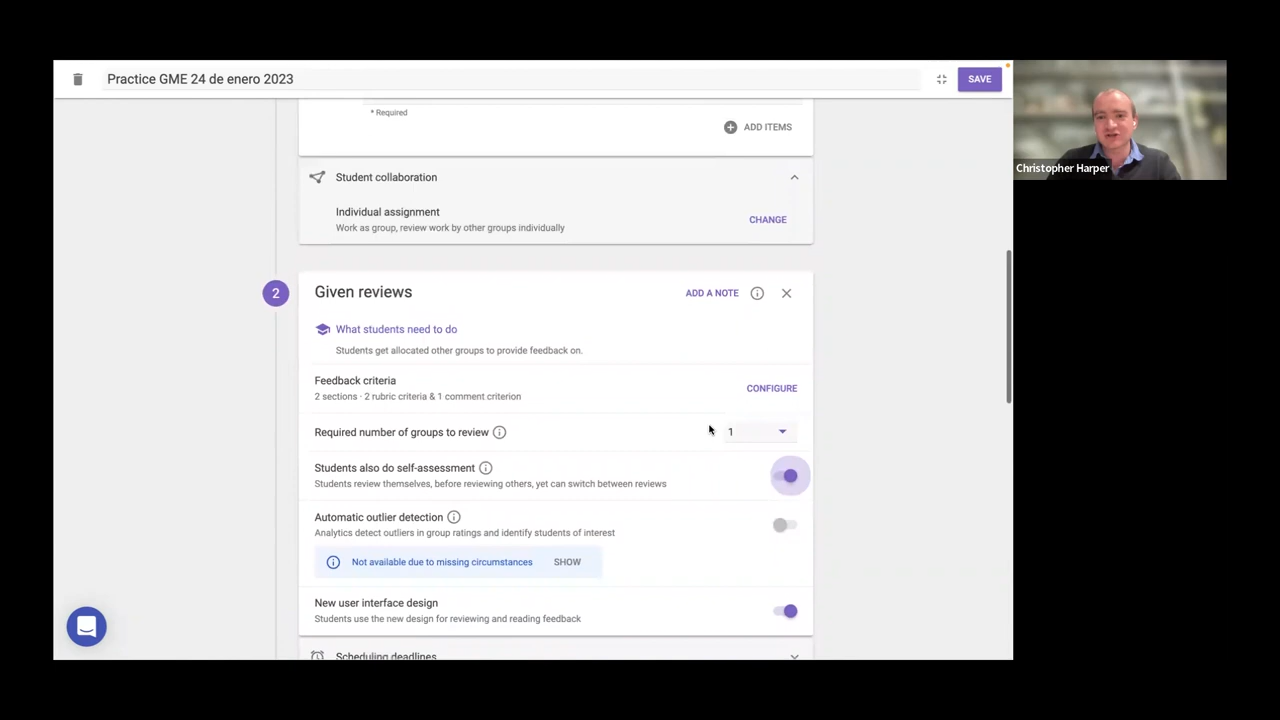 Practice GME 24 de enero 2023
SAVE
* Required
ADD ITEMS
Student collaboration
Individual assignment
Work as group, review work by other groups individually
CHANGE
2
Given reviews
ADD A NOTE
What students need to do
Students get allocated other groups to provide feedback on.
Feedback criteria
2 sections · 2 rubric criteria & 1 comment criterion
CONFIGURE
Required number of groups to review
1
Students also do self-assessment
Students review themselves, before reviewing others, yet can switch between reviews
Automatic outlier detection
Analytics detect outliers in group ratings and identify students of interest
Not available due to missing circumstances
SHOW
New user interface design
Students use the new design for reviewing and reading feedback
Scheduling deadlines
Christopher Harper